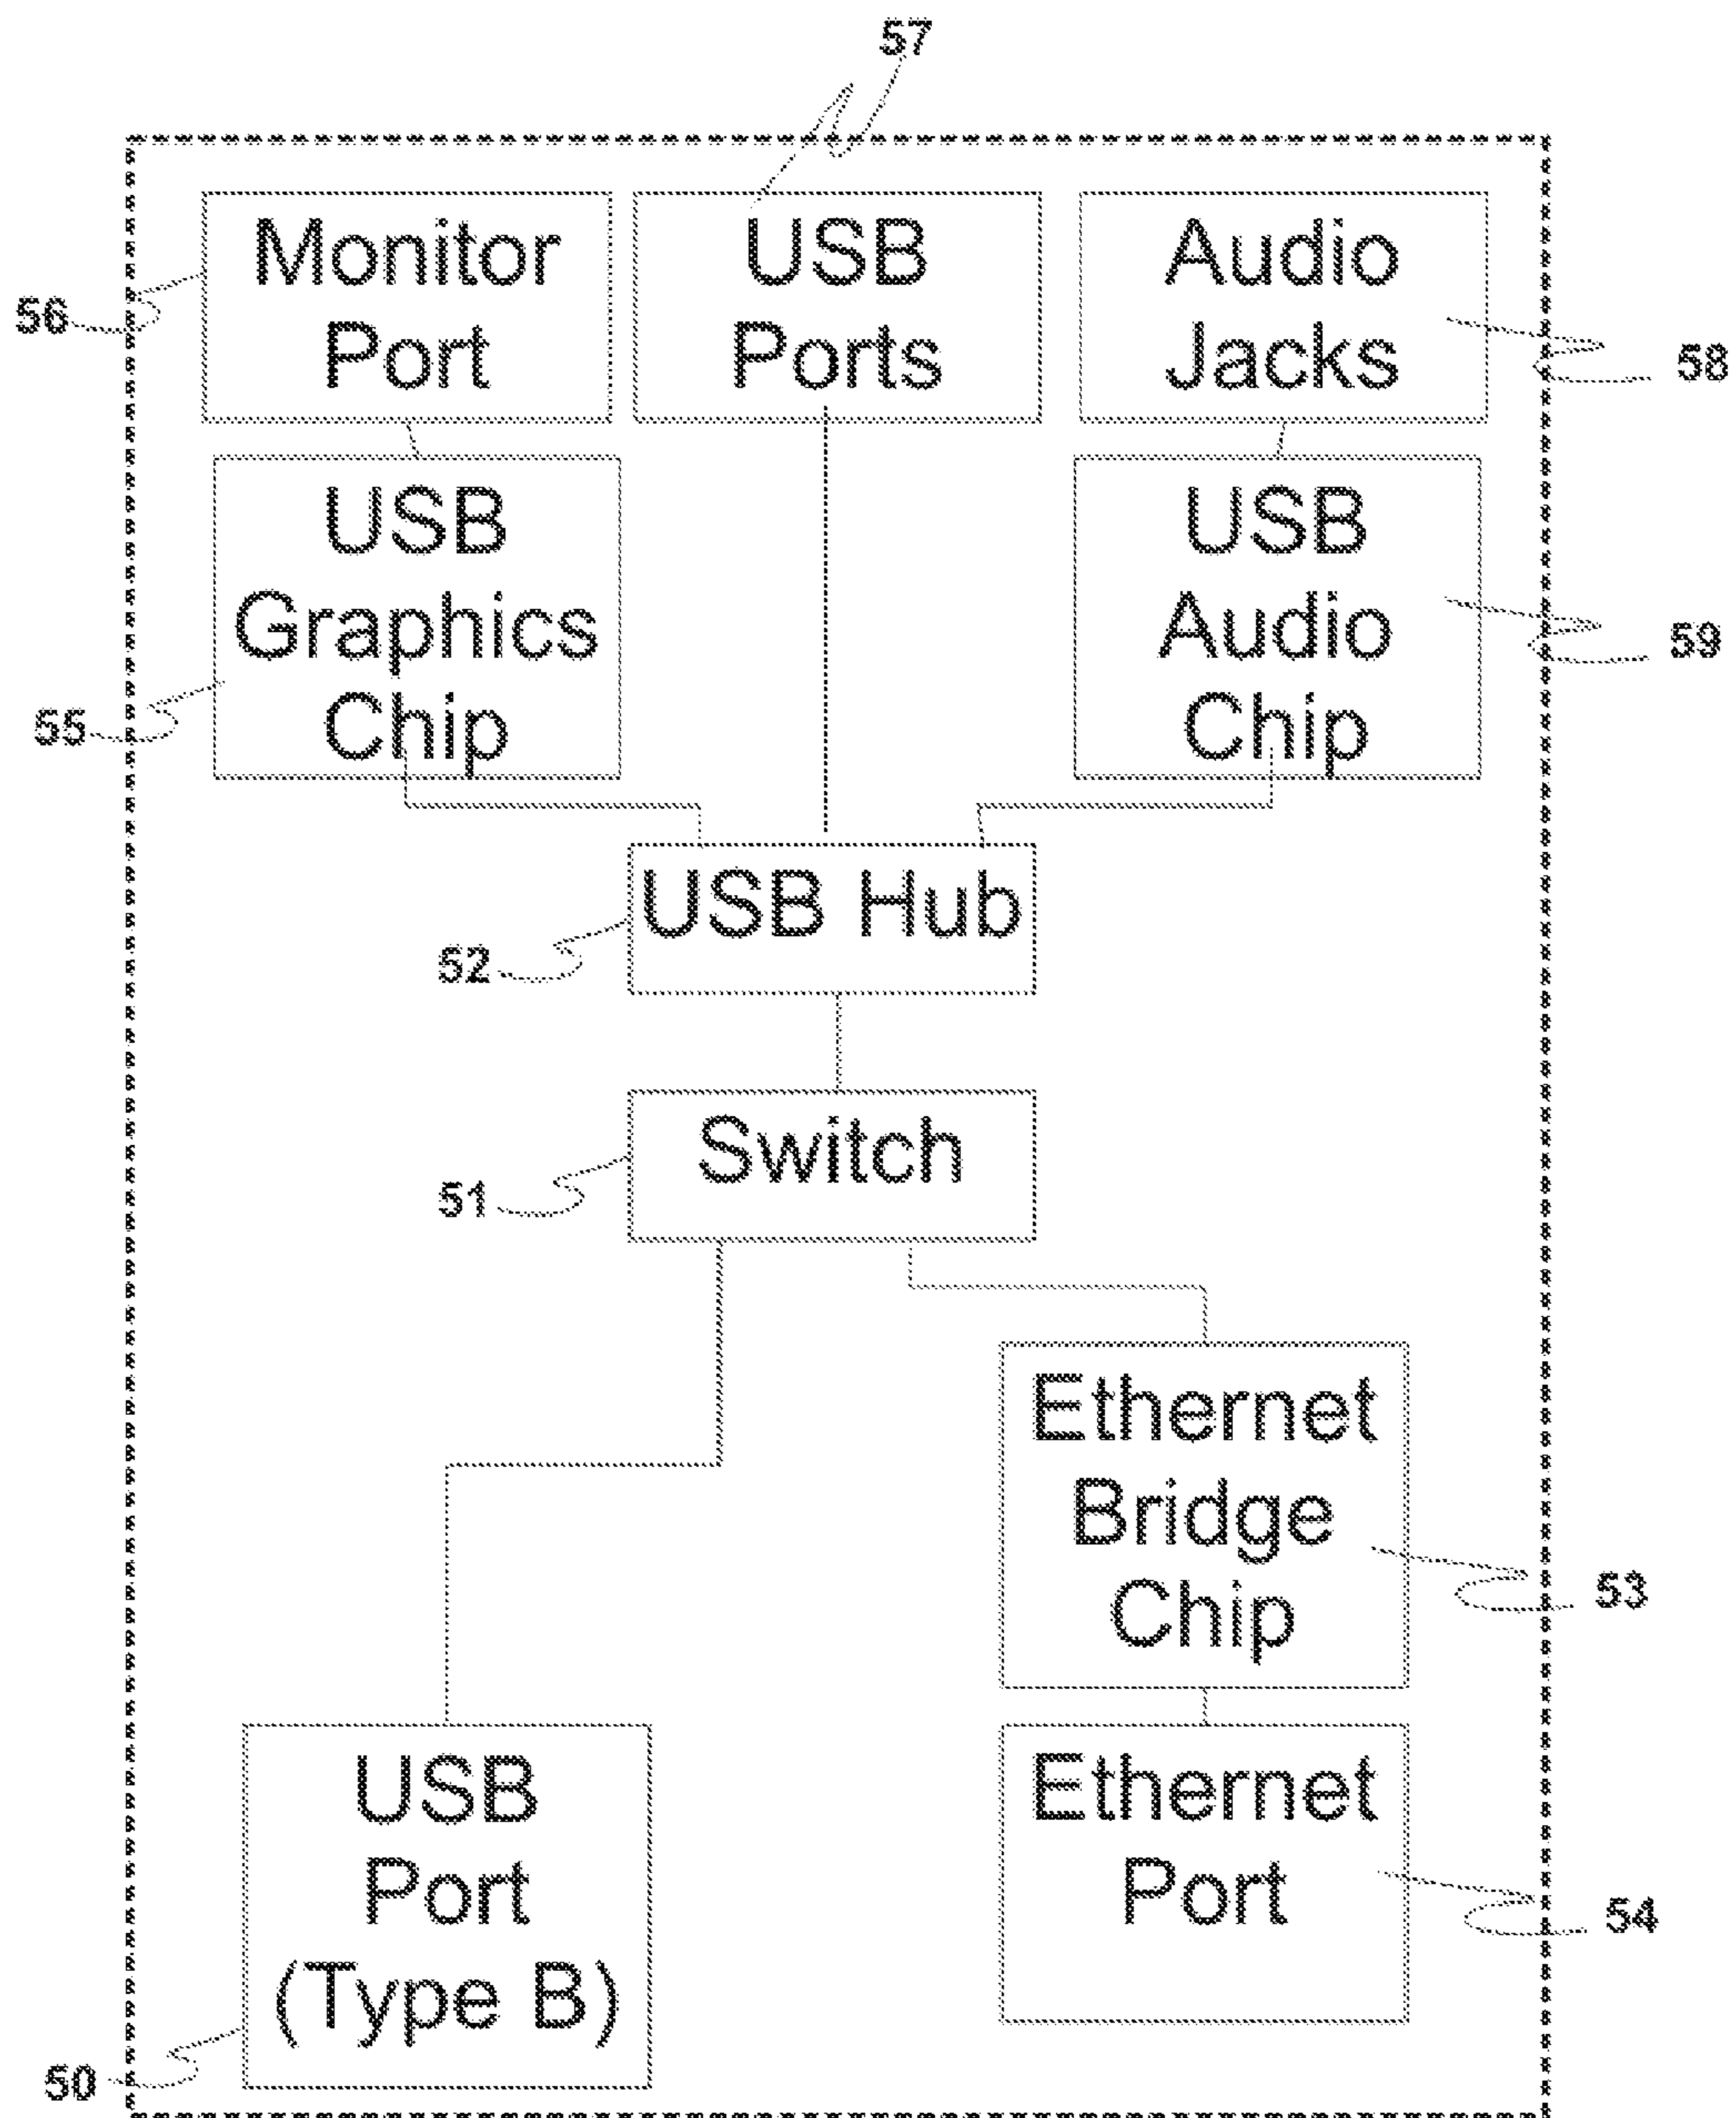 57
Monitor
Port
56
USB
Ports
Audio
Jacks
58
USB
Graphics
Chip
55
USB
Audio
Chip
59
USB Hub
52
Switch
51
Ethernet
Bridge
Chip
53
USB
Port
(Type B)
50
Ethernet
Port
54